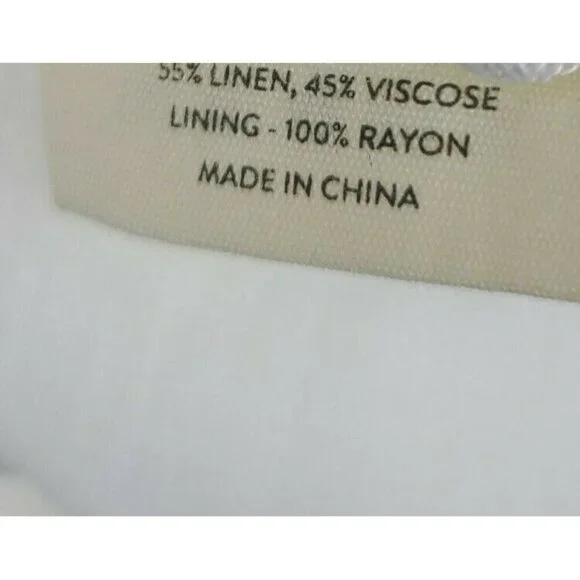 55% LINEN, 45% VISCOSE
LINING - 100% RAYON
MADE IN CHINA